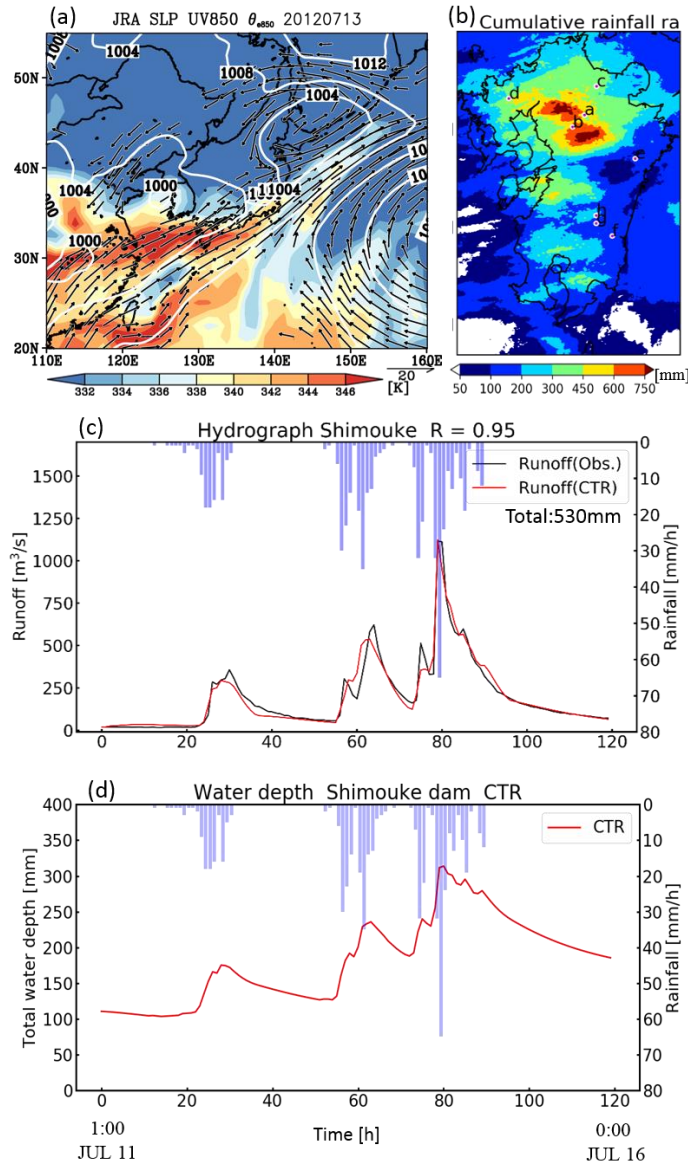 (a) JRA SLP UV850 θe850 20120713
50N
40N
30N
20N
110E 120E 130E 140E 150E 160E
1008
1004
1008
1012
1004
1004
1000
1004
1000
20
332 334 336 338 340 342 344 346
[K]
(b) Cumulative rainfall ra
c
d
a
b
f
50 100 200 300 450 600 750 [mm]
(c) Hydrograph Shimouke R = 0.95
Runoff(Obs.)
Runoff(CTR)
Total:530mm
Runoff [m³/s]
1500
1250
1000
750
500
250
0
Rainfall [mm/h]
0
10
20
30
40
50
60
70
80
0 20 40 60 80 100 120
(d) Water depth Shimouke dam CTR
CTR
Total water depth [mm]
400
350
300
250
200
150
100
50
0
Rainfall [mm/h]
0
10
20
30
40
50
60
70
80
0 20 40 60 80 100 120
Time [h]
1:00
JUL 11
0:00
JUL 16